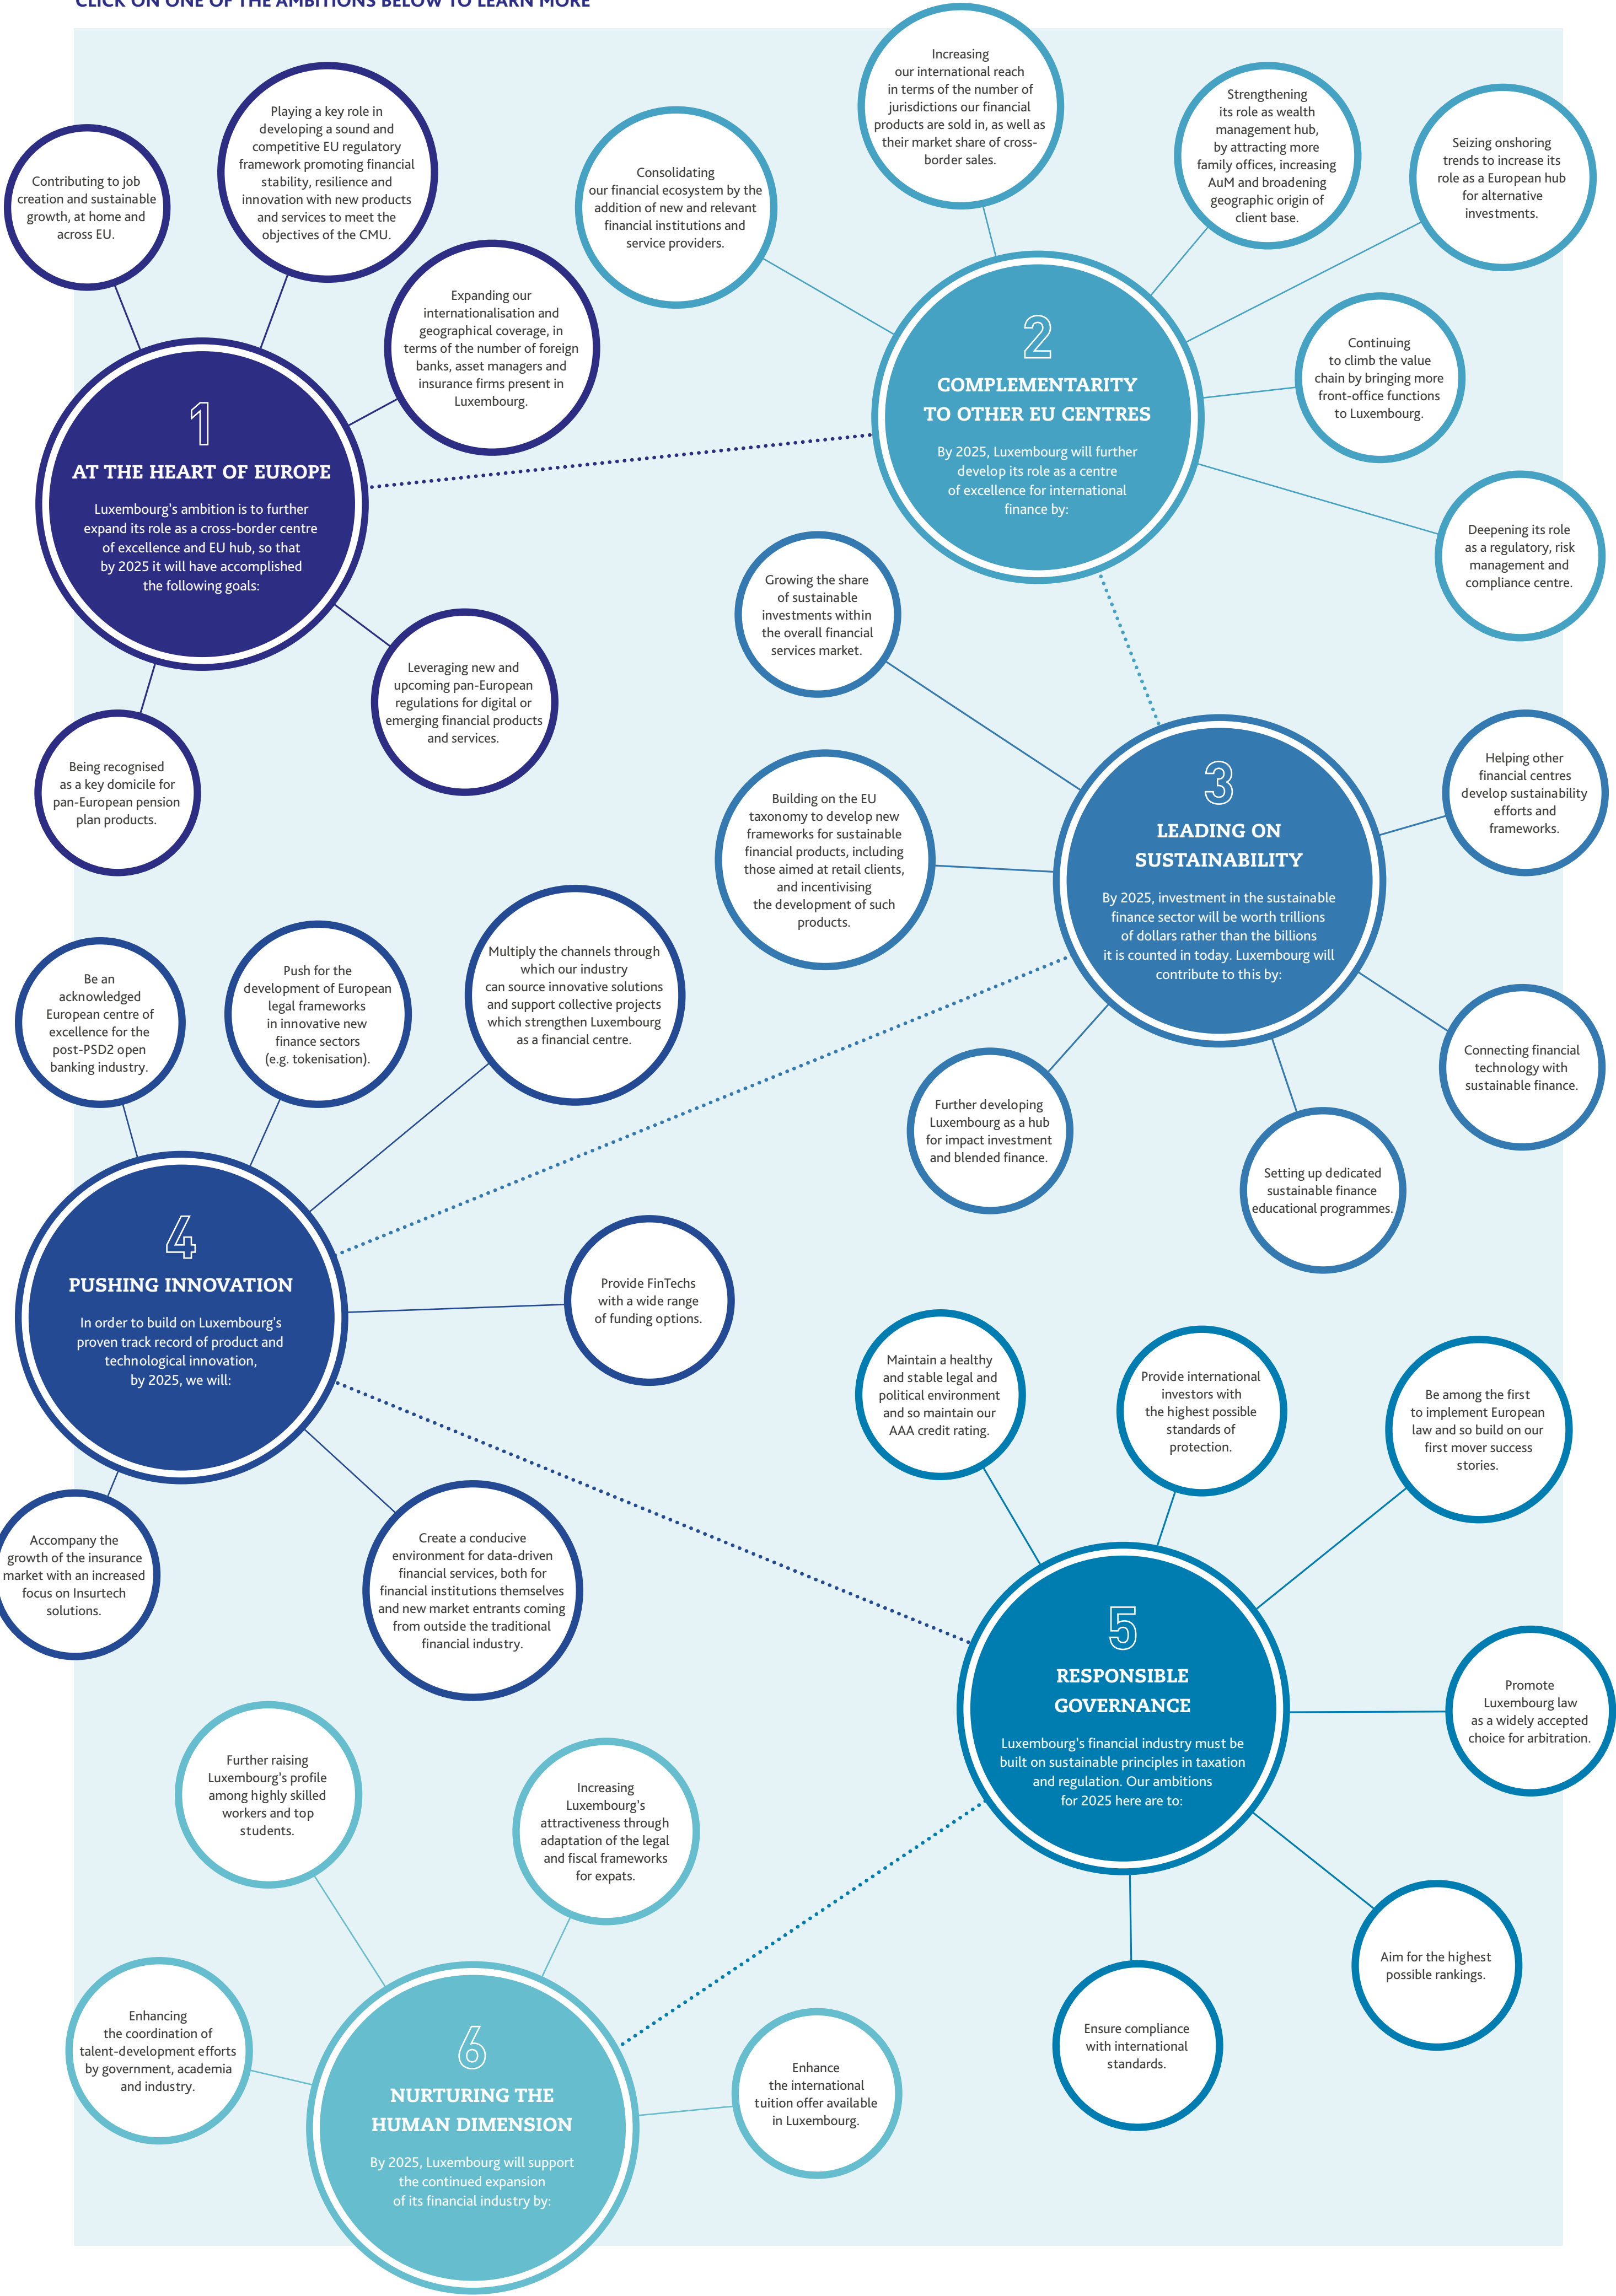 CLICK ON ONE OF THE AMBITIONS BELOW TO LEARN MORE
1
AT THE HEART OF EUROPE
Luxembourg's ambition is to further
expand its role as a cross-border centre
of excellence and EU hub, so that
by 2025 it will have accomplished
the following goals:
Contributing to job
creation and sustainable
growth, at home and
across EU.
Playing a key role in
developing a sound and
competitive EU regulatory
framework promoting financial
stability, resilience and
innovation with new products
and services to meet the
objectives of the CMU.
Expanding our
internationalisation and
geographical coverage, in
terms of the number of foreign
banks, asset managers and
insurance firms present in
Luxembourg.
Leveraging new and
upcoming pan-European
regulations for digital or
emerging financial products
and services.
Being recognised
as a key domicile for
pan-European pension
plan products.
2
COMPLEMENTARITY
TO OTHER EU CENTRES
By 2025, Luxembourg will further
develop its role as a centre
of excellence for international
finance by:
Consolidating
our financial ecosystem by the
addition of new and relevant
financial institutions and
service providers.
Increasing
our international reach
in terms of the number of
jurisdictions our financial
products are sold in, as well as
their market share of cross-
border sales.
Strengthening
its role as wealth
management hub,
by attracting more
family offices, increasing
AuM and broadening
geographic origin of
client base.
Seizing onshoring
trends to increase its
role as a European hub
for alternative
investments.
Continuing
to climb the value
chain by bringing more
front-office functions
to Luxembourg.
Deepening its role
as a regulatory, risk
management and
compliance centre.
3
LEADING ON
SUSTAINABILITY
By 2025, investment in the sustainable
finance sector will be worth trillions
of dollars rather than the billions
it is counted in today. Luxembourg will
contribute to this by:
Growing the share
of sustainable
investments within
the overall financial
services market.
Building on the EU
taxonomy to develop new
frameworks for sustainable
financial products, including
those aimed at retail clients,
and incentivising
the development of such
products.
Helping other
financial centres
develop sustainability
efforts and
frameworks.
Connecting financial
technology with
sustainable finance.
Setting up dedicated
sustainable finance
educational programmes.
Further developing
Luxembourg as a hub
for impact investment
and blended finance.
4
PUSHING INNOVATION
In order to build on Luxembourg's
proven track record of product and
technological innovation,
by 2025, we will:
Be an
acknowledged
European centre of
excellence for the
post-PSD2 open
banking industry.
Push for the
development of European
legal frameworks
in innovative new
finance sectors
(e.g. tokenisation).
Multiply the channels through
which our industry
can source innovative solutions
and support collective projects
which strengthen Luxembourg
as a financial centre.
Provide FinTechs
with a wide range
of funding options.
Create a conducive
environment for data-driven
financial services, both for
financial institutions themselves
and new market entrants coming
from outside the traditional
financial industry.
Accompany the
growth of the insurance
market with an increased
focus on Insurtech
solutions.
5
RESPONSIBLE
GOVERNANCE
Luxembourg's financial industry must be
built on sustainable principles in taxation
and regulation. Our ambitions
for 2025 here are to:
Maintain a healthy
and stable legal and
political environment
and so maintain our
AAA credit rating.
Provide international
investors with
the highest possible
standards of
protection.
Be among the first
to implement European
law and so build on our
first mover success
stories.
Promote
Luxembourg law
as a widely accepted
choice for arbitration.
Aim for the highest
possible rankings.
Ensure compliance
with international
standards.
6
NURTURING THE
HUMAN DIMENSION
By 2025, Luxembourg will support
the continued expansion
of its financial industry by:
Further raising
Luxembourg's profile
among highly skilled
workers and top
students.
Increasing
Luxembourg's
attractiveness through
adaptation of the legal
and fiscal frameworks
for expats.
Enhancing
the coordination of
talent-development efforts
by government, academia
and industry.
Enhance
the international
tuition offer available
in Luxembourg.